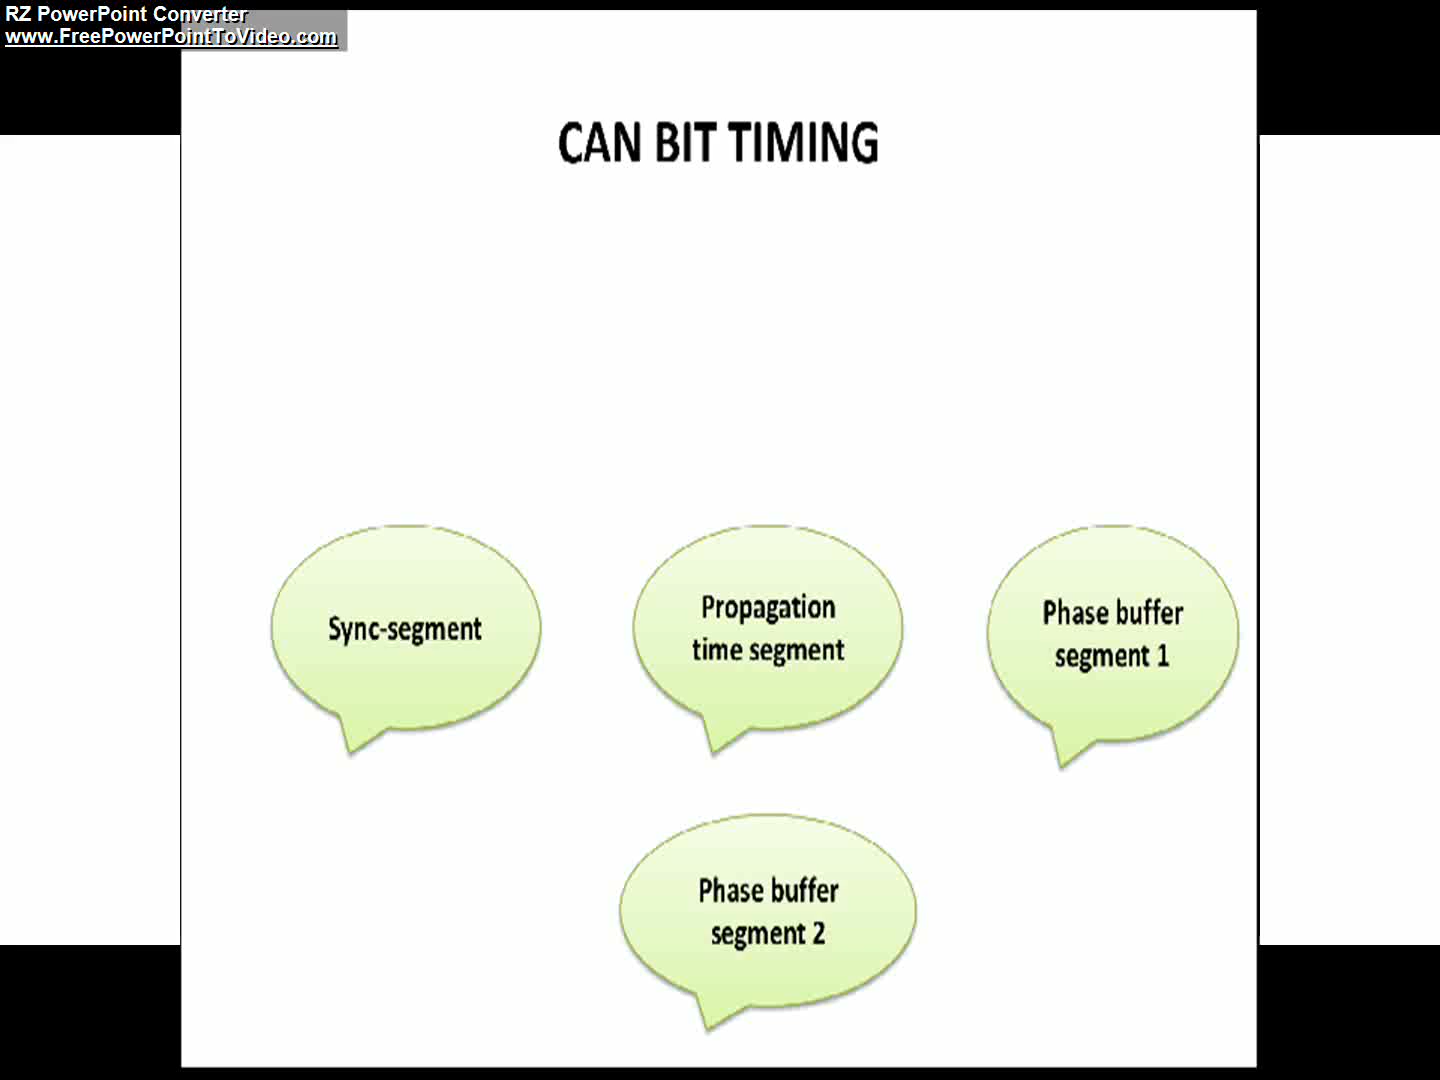 RZ PowerPoint Converter
www.FreePowerPointToVideo.com
CAN BIT TIMING
Sync-segment
Propagation
time segment
Phase buffer
segment 1
Phase buffer
segment 2